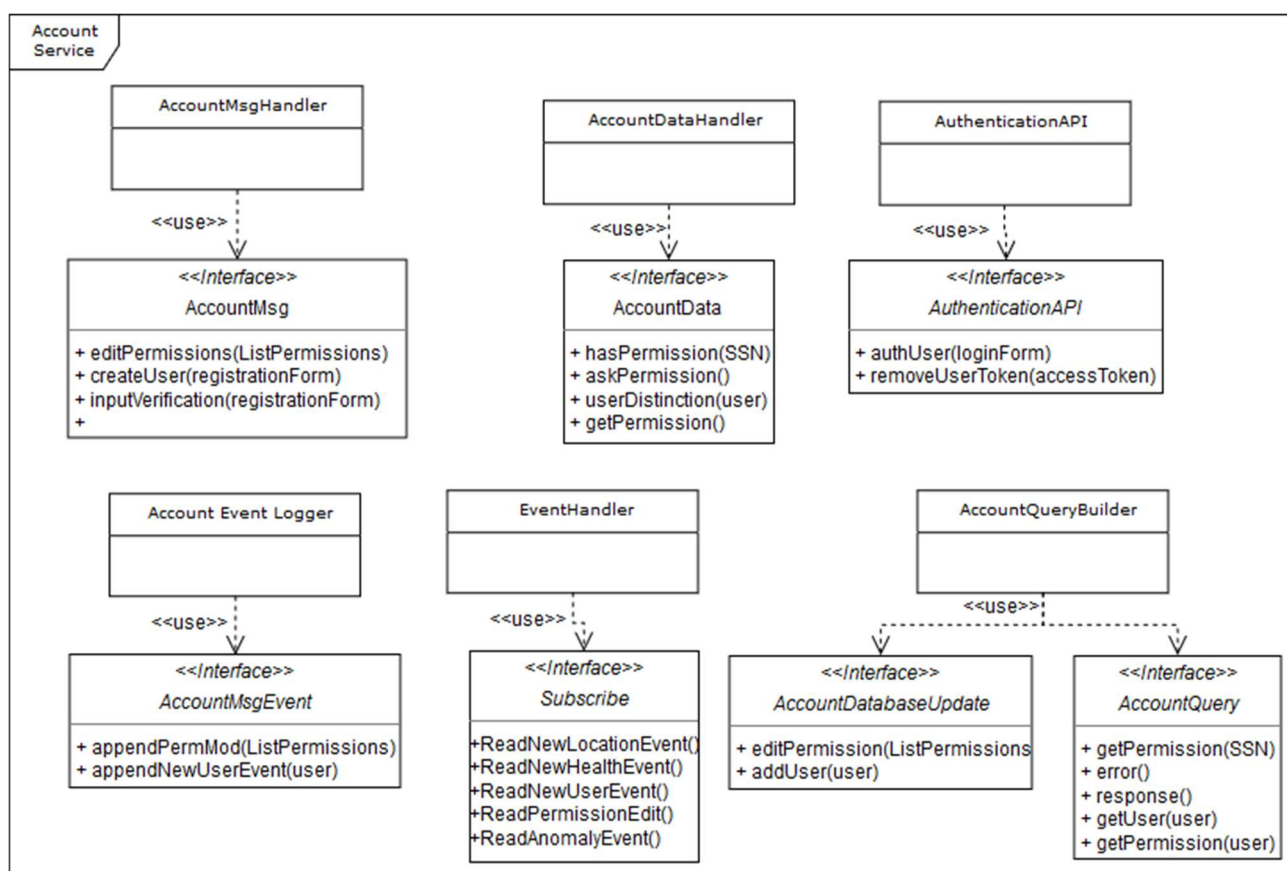 Account
Service
AccountMsgHandler
<<use>>
<<Interface>>
AccountMsg
+ editPermissions(ListPermissions)
+ createUser(registrationForm)
+ inputVerification(registrationForm)
+
AccountDataHandler
<<use>>
<<Interface>>
AccountData
+ hasPermission(SSN)
+ askPermission()
+ userDistinction(user)
+ getPermission()
AuthenticationAPI
<<use>>
<<Interface>>
AuthenticationAPI
+ authUser(loginForm)
+ removeUserToken(accessToken)
Account Event Logger
<<use>>
<<Interface>>
AccountMsgEvent
+ appendPermMod(ListPermissions)
+ appendNewUserEvent(user)
EventHandler
<<use>>
<<Interface>>
Subscribe
+ReadNewLocationEvent()
+ReadNewHealthEvent()
+ReadNewUserEvent()
+ReadPermissionEdit()
+ReadAnomalyEvent()
AccountQueryBuilder
<<use>>
<<Interface>>
AccountDatabaseUpdate
+ editPermission(ListPermissions
+ addUser(user)
<<Interface>>
AccountQuery
+ getPermission(SSN)
+ error()
+ response()
+ getUser(user)
+ getPermission(user)